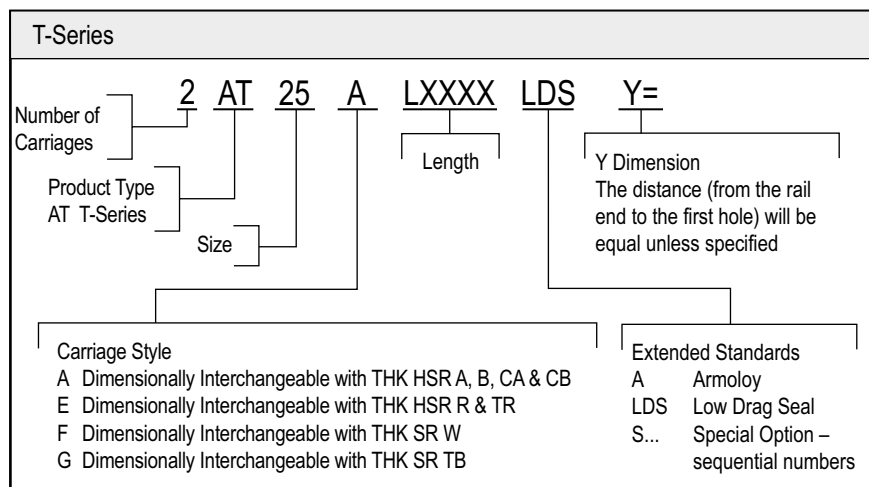 T-Series
2 AT 25 A LXXXX LDS Y=
Number of
Carriages
Product Type
AT T-Series
Size
Length
Y Dimension
The distance (from the rail
end to the first hole) will be
equal unless specified
Carriage Style
A Dimensionally Interchangeable with THK HSR A, B, CA & CB
E Dimensionally Interchangeable with THK HSR R & TR
F Dimensionally Interchangeable with THK SR W
G Dimensionally Interchangeable with THK SR TB
Extended Standards
A Armoloy
LDS Low Drag Seal
S... Special Option –
sequential numbers